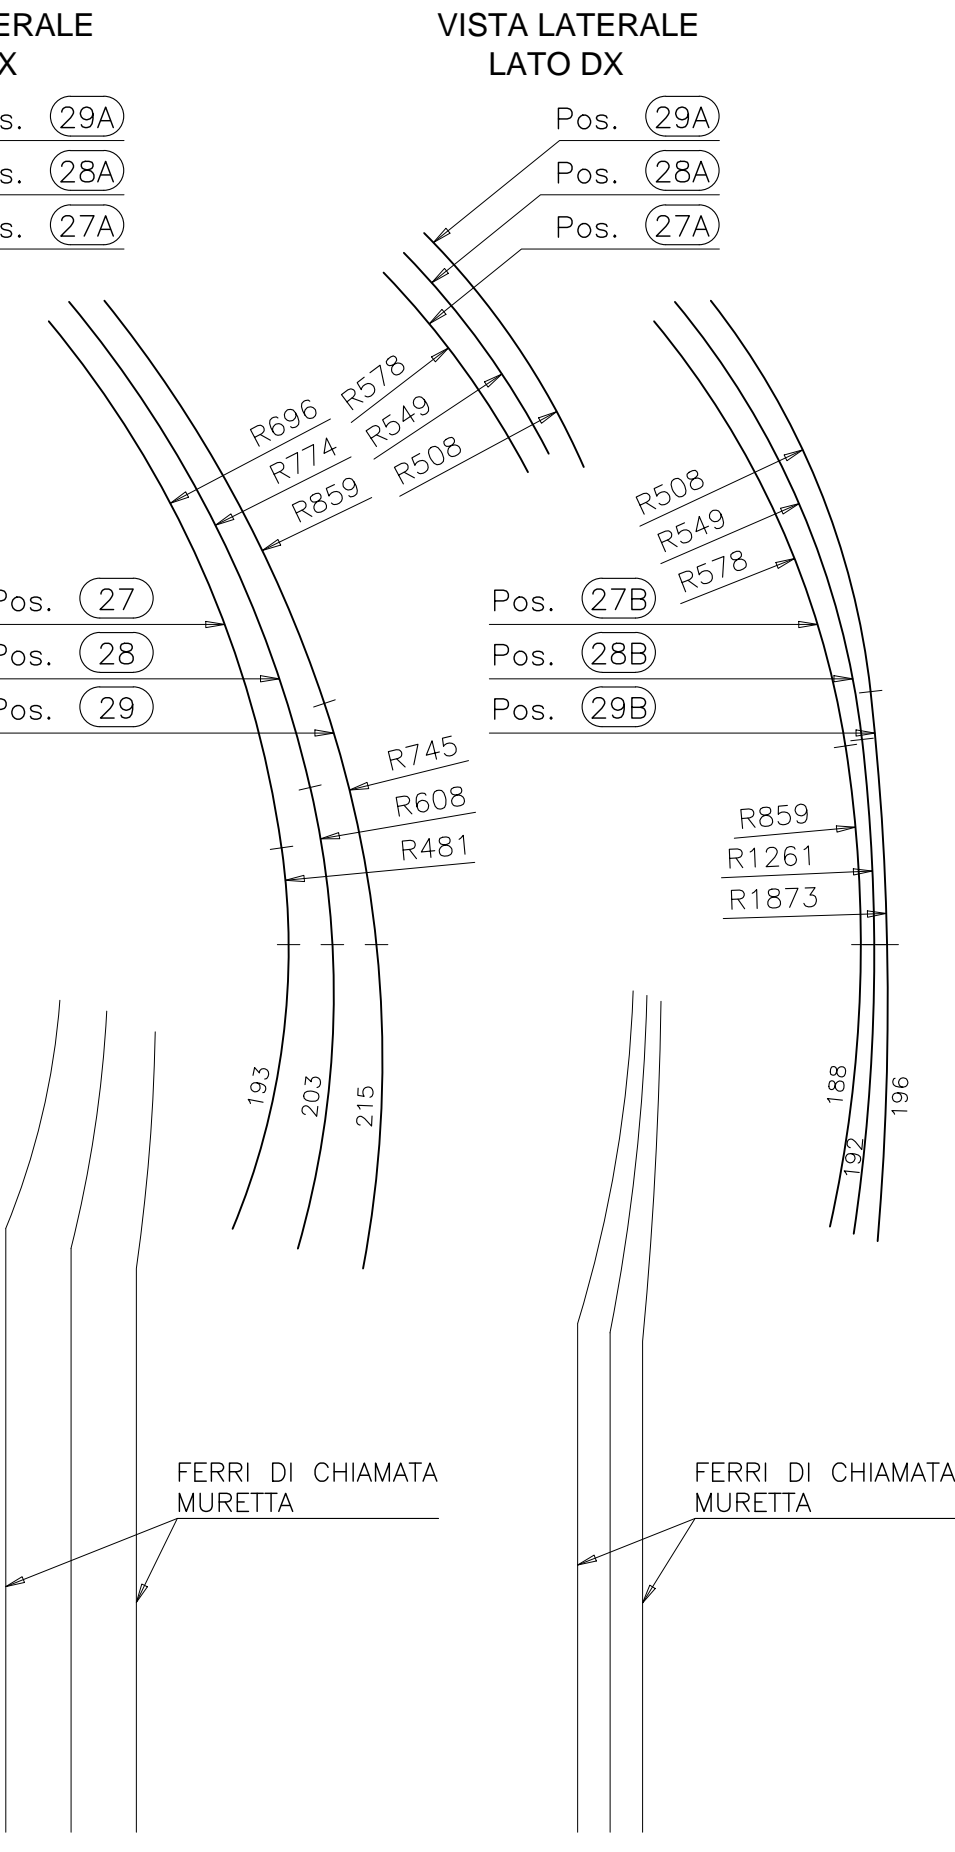 ERALE
X
VISTA LATERALE
LATO DX
s. 29A
s. 28A
s. 27A
Pos. 29A
Pos. 28A
Pos. 27A
R696
R774
R859
R578
R549
R508
R508
R549
R578
Pos. 27
Pos. 28
Pos. 29
Pos. 27B
Pos. 28B
Pos. 29B
R745
R608
R481
R859
R1261
R1873
193
203
215
188
192
196
FERRI DI CHIAMATA
MURETTA
FERRI DI CHIAMATA
MURETTA